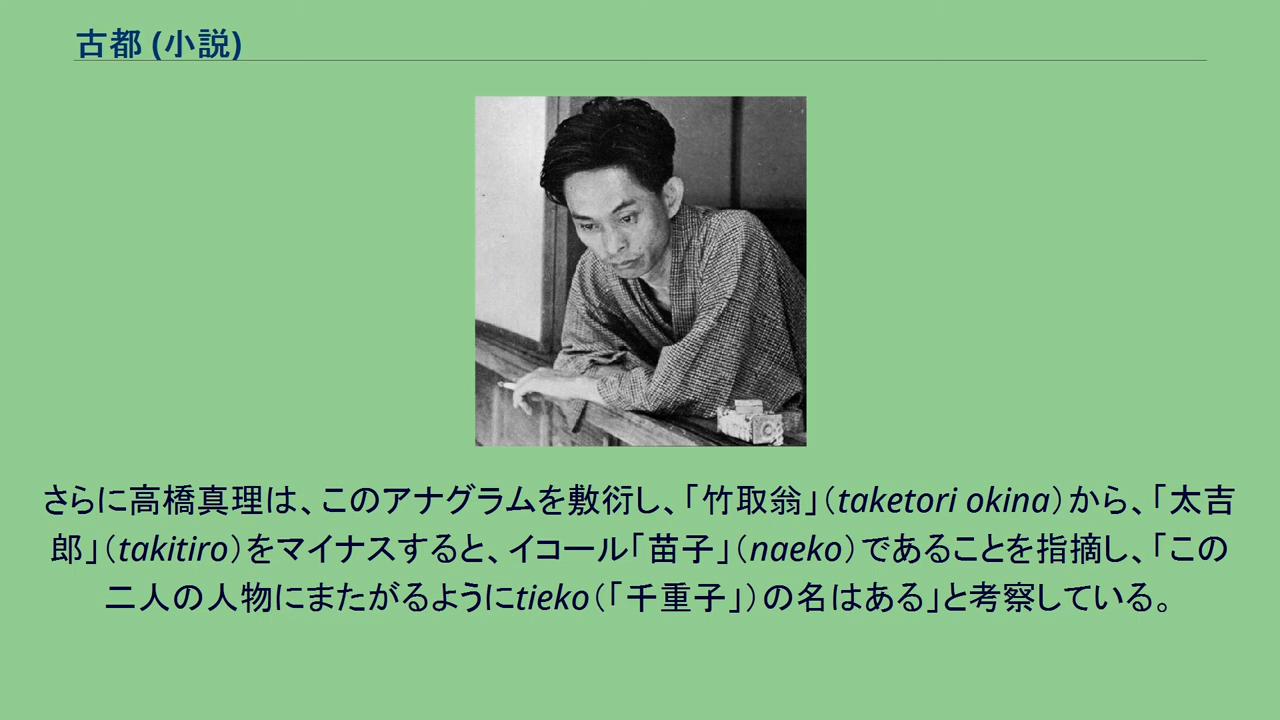 古都 (小説)
さらに高橋真理は、このアナグラムを敷衍し、「竹取翁」（taketori okina）から、「太吉
郎」（takitiro）をマイナスすると、イコール「苗子」（naeko）であることを指摘し、「この
二人の人物にまたがるようにtieko（「千重子」）の名はある」と考察している。